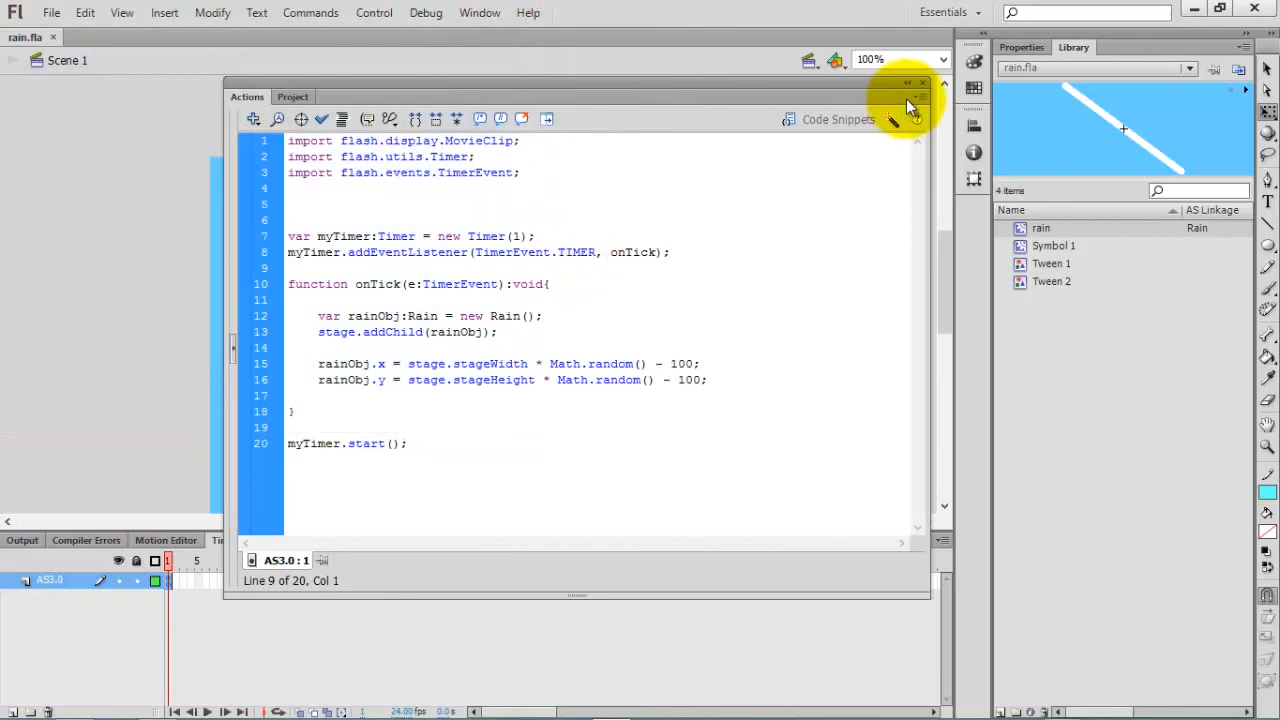 Fl File Edit View Insert Modify Text Commands Control Debug Window Help Essentials
rain.fla
Scene 1 100%
Properties Library
rain.fla
Actions Project
Code Snippets
1 import flash.display.MovieClip;
2 import flash.utils.Timer;
3 import flash.events.TimerEvent;
4
5
6
7 var myTimer:Timer = new Timer(1);
8 myTimer.addEventListener(TimerEvent.TIMER, onTick);
9
10 function onTick(e:TimerEvent):void{
11
12 var rainObj:Rain = new Rain();
13 stage.addChild(rainObj);
14
15 rainObj.x = stage.stageWidth * Math.random() - 100;
16 rainObj.y = stage.stageHeight * Math.random() - 100;
17
18 }
19
20 myTimer.start();
AS3.0 : 1
Line 9 of 20, Col 1
4 items
Name AS Linkage
rain Rain
Symbol 1
Tween 1
Tween 2
Output Compiler Errors Motion Editor
1 5
AS3.0
1 24.00 fps 0.0 s